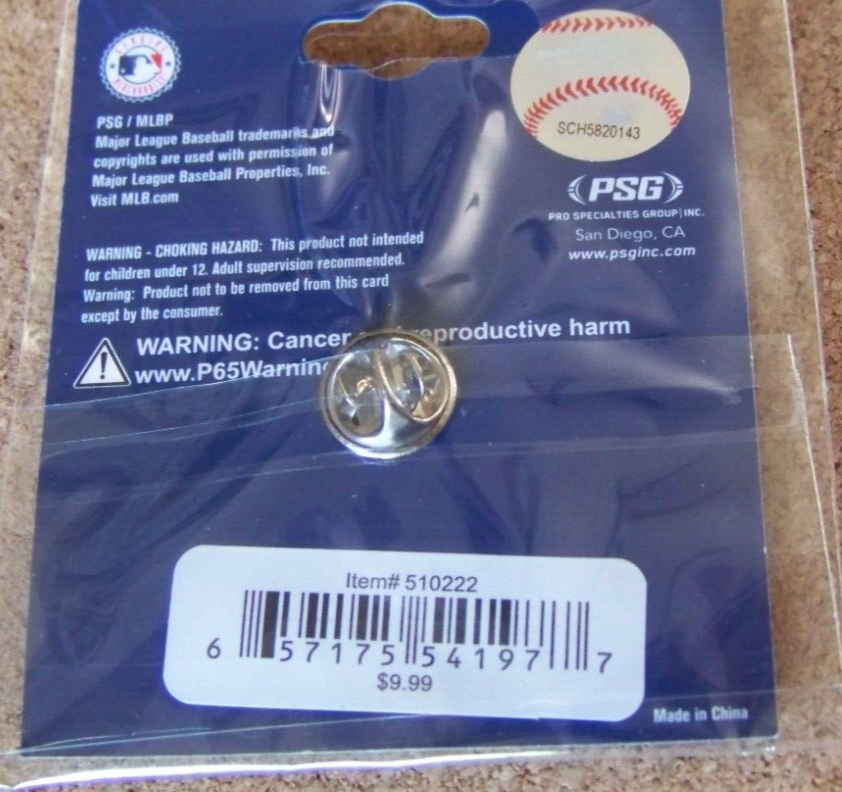 GENUINE
MERCHANDISE
PSG / MLBP
Major League Baseball trademarks and
copyrights are used with permission of
Major League Baseball Properties, Inc.
Visit MLB.com
SCH5820143
PSG
PRO SPECIALTIES GROUP | INC.
San Diego, CA
www.psginc.com
WARNING - CHOKING HAZARD: This product not intended
for children under 12. Adult supervision recommended.
Warning: Product not to be removed from this card
except by the consumer.
WARNING: Cancer and reproductive harm
www.P65Warnin
Item# 510222
6 57175 54197 7
$9.99
Made in China